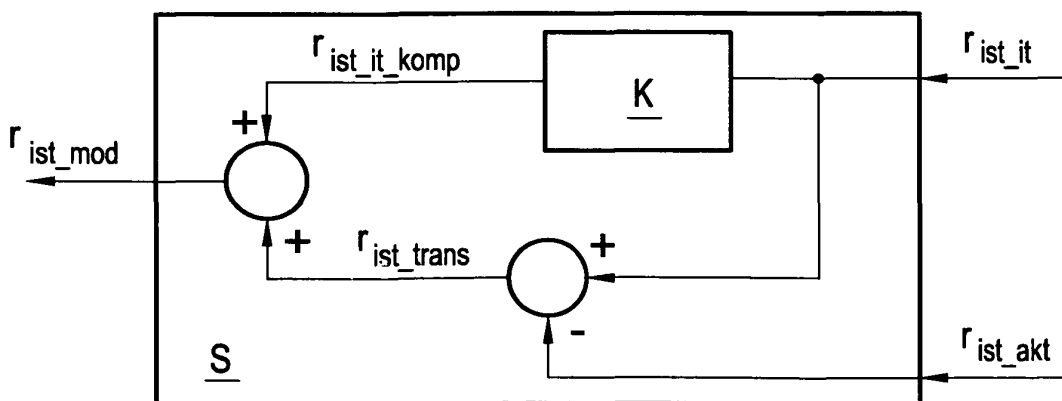 r ist_it_komp
K
r ist_it
+
r ist_mod
+
r ist_trans
+
-
r ist_akt
S